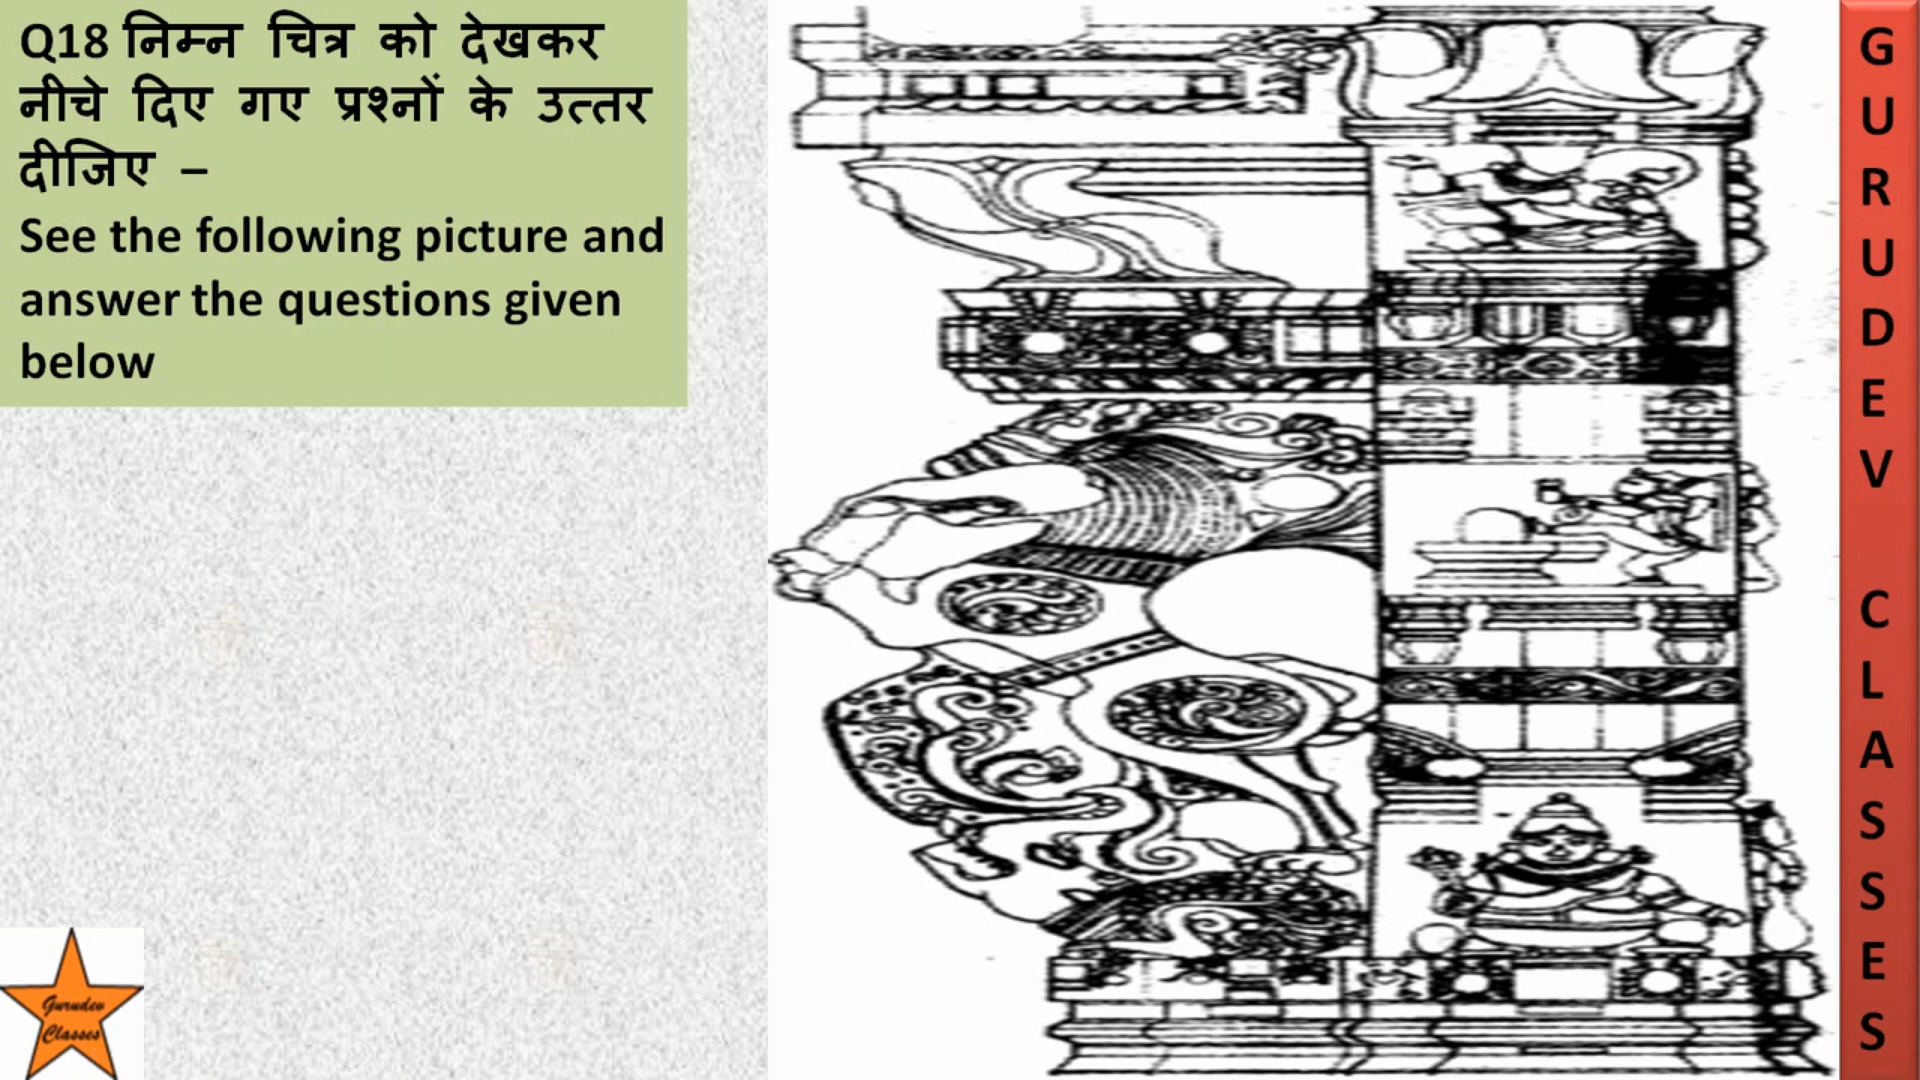 Q18 निम्न चित्र को देखकर
नीचे दिए गए प्रश्नों के उत्तर
दीजिए –
See the following picture and
answer the questions given
below
GURUDEV CLASSES
Gurudev
Classes